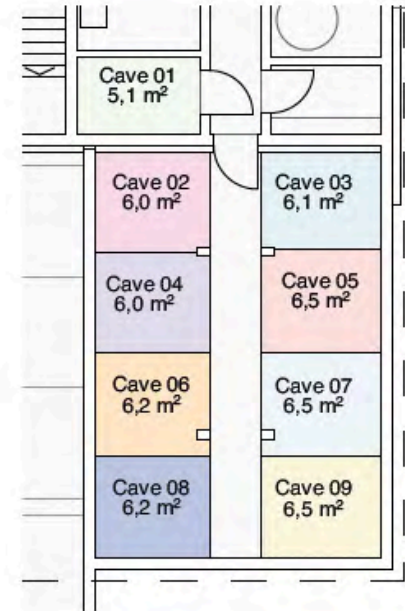 Cave 01
5,1 m²
Cave 02
6,0 m²
Cave 03
6,1 m²
Cave 04
6,0 m²
Cave 05
6,5 m²
Cave 06
6,2 m²
Cave 07
6,5 m²
Cave 08
6,2 m²
Cave 09
6,5 m²